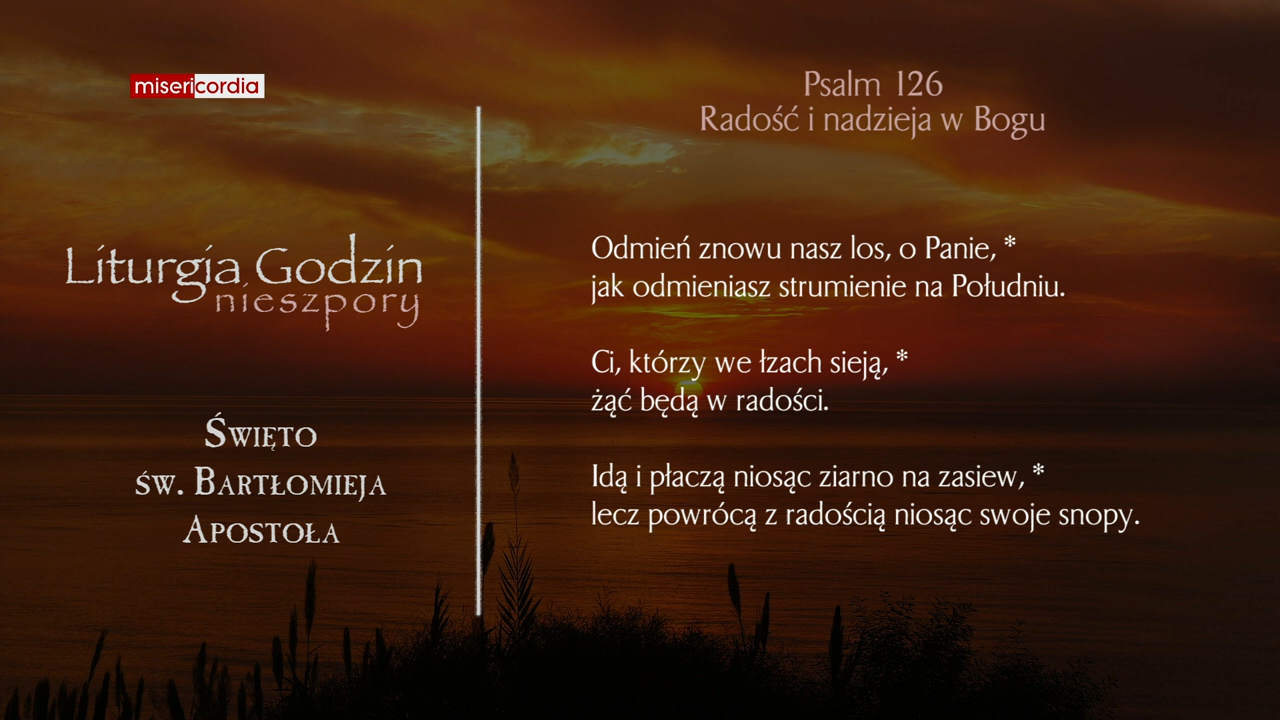 misericordia
Liturgia Godzin
nieszpory
Święto
św. Bartłomieja
Apostoła
Psalm 126
Radość i nadzieja w Bogu
Odmień znowu nasz los, o Panie, *
jak odmieniasz strumienie na Południu.
Ci, którzy we łzach sieją, *
żąć będą w radości.
Idą i płaczą niosąc ziarno na zasiew, *
lecz powrócą z radością niosąc swoje snopy.